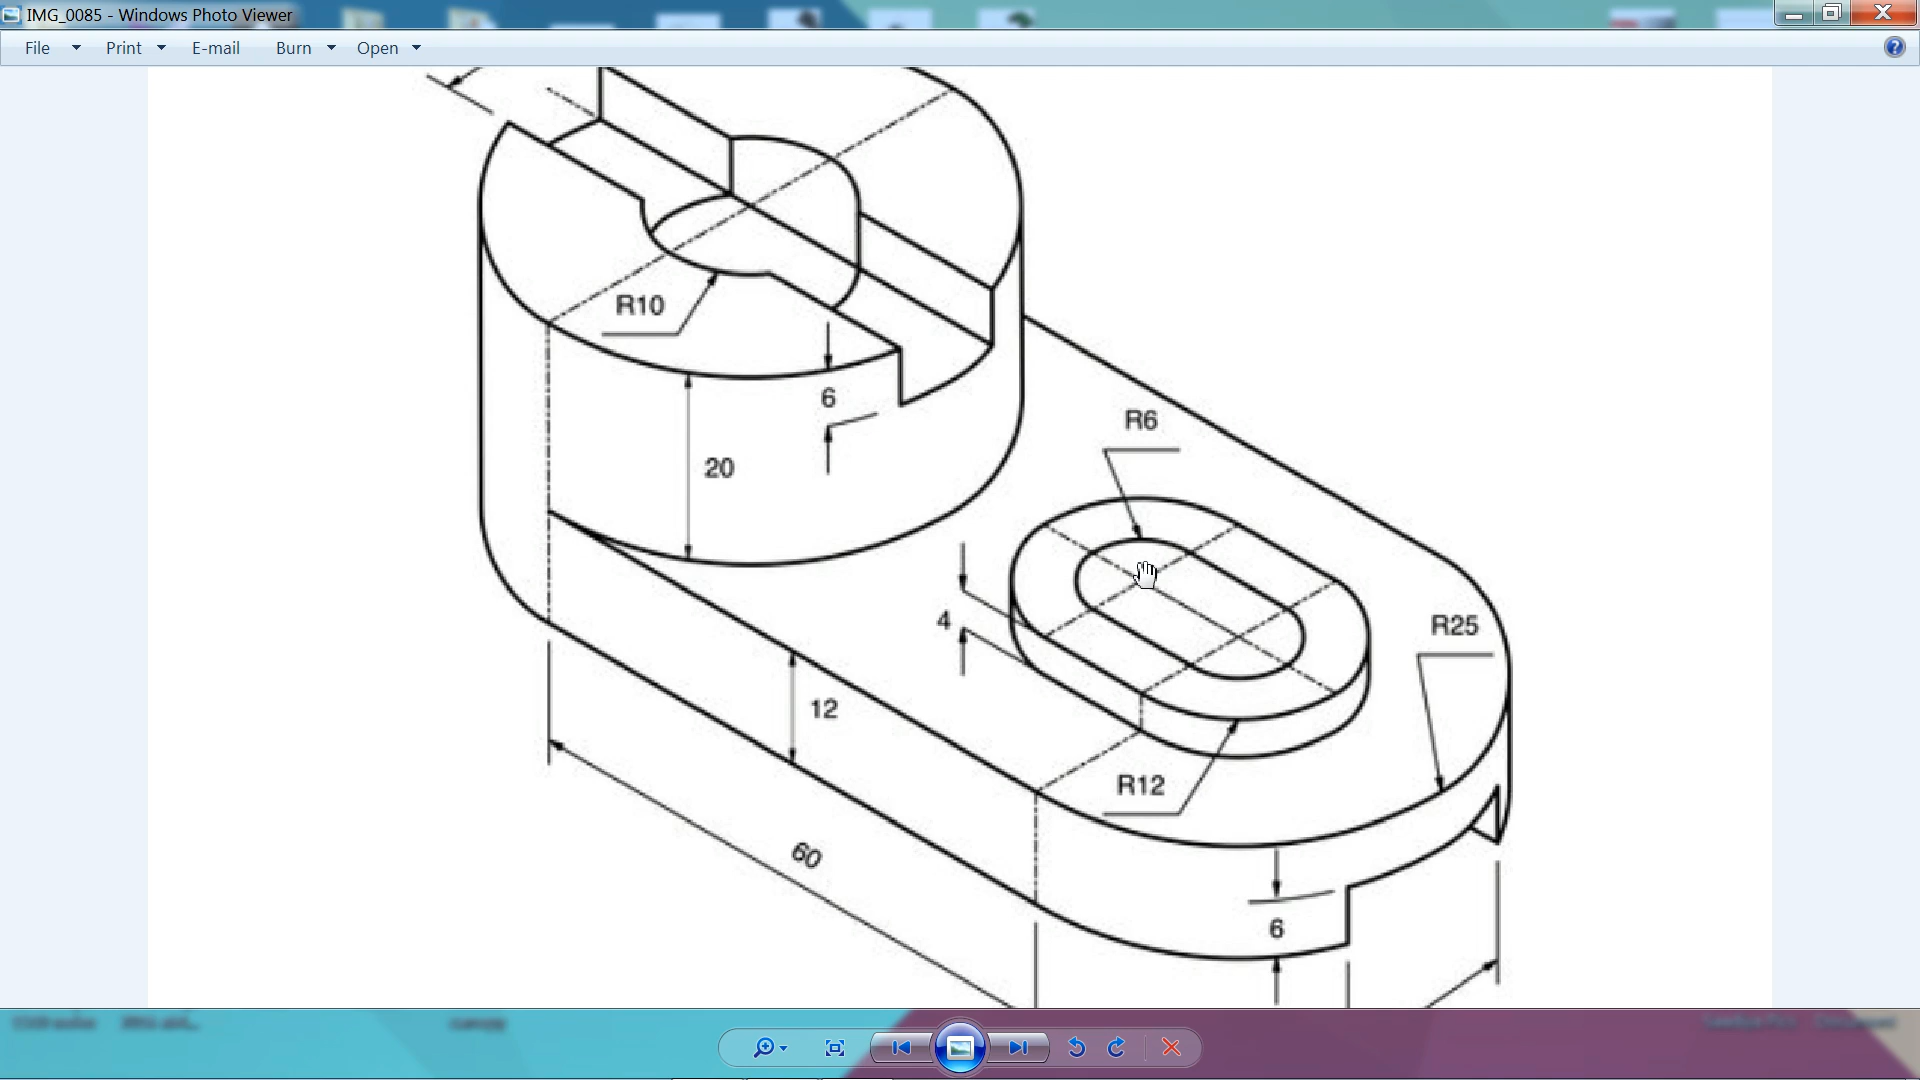 IMG_0085 - Windows Photo Viewer
File Print E-mail Burn Open
R10
6
20
R6
4
R25
12
R12
60
6